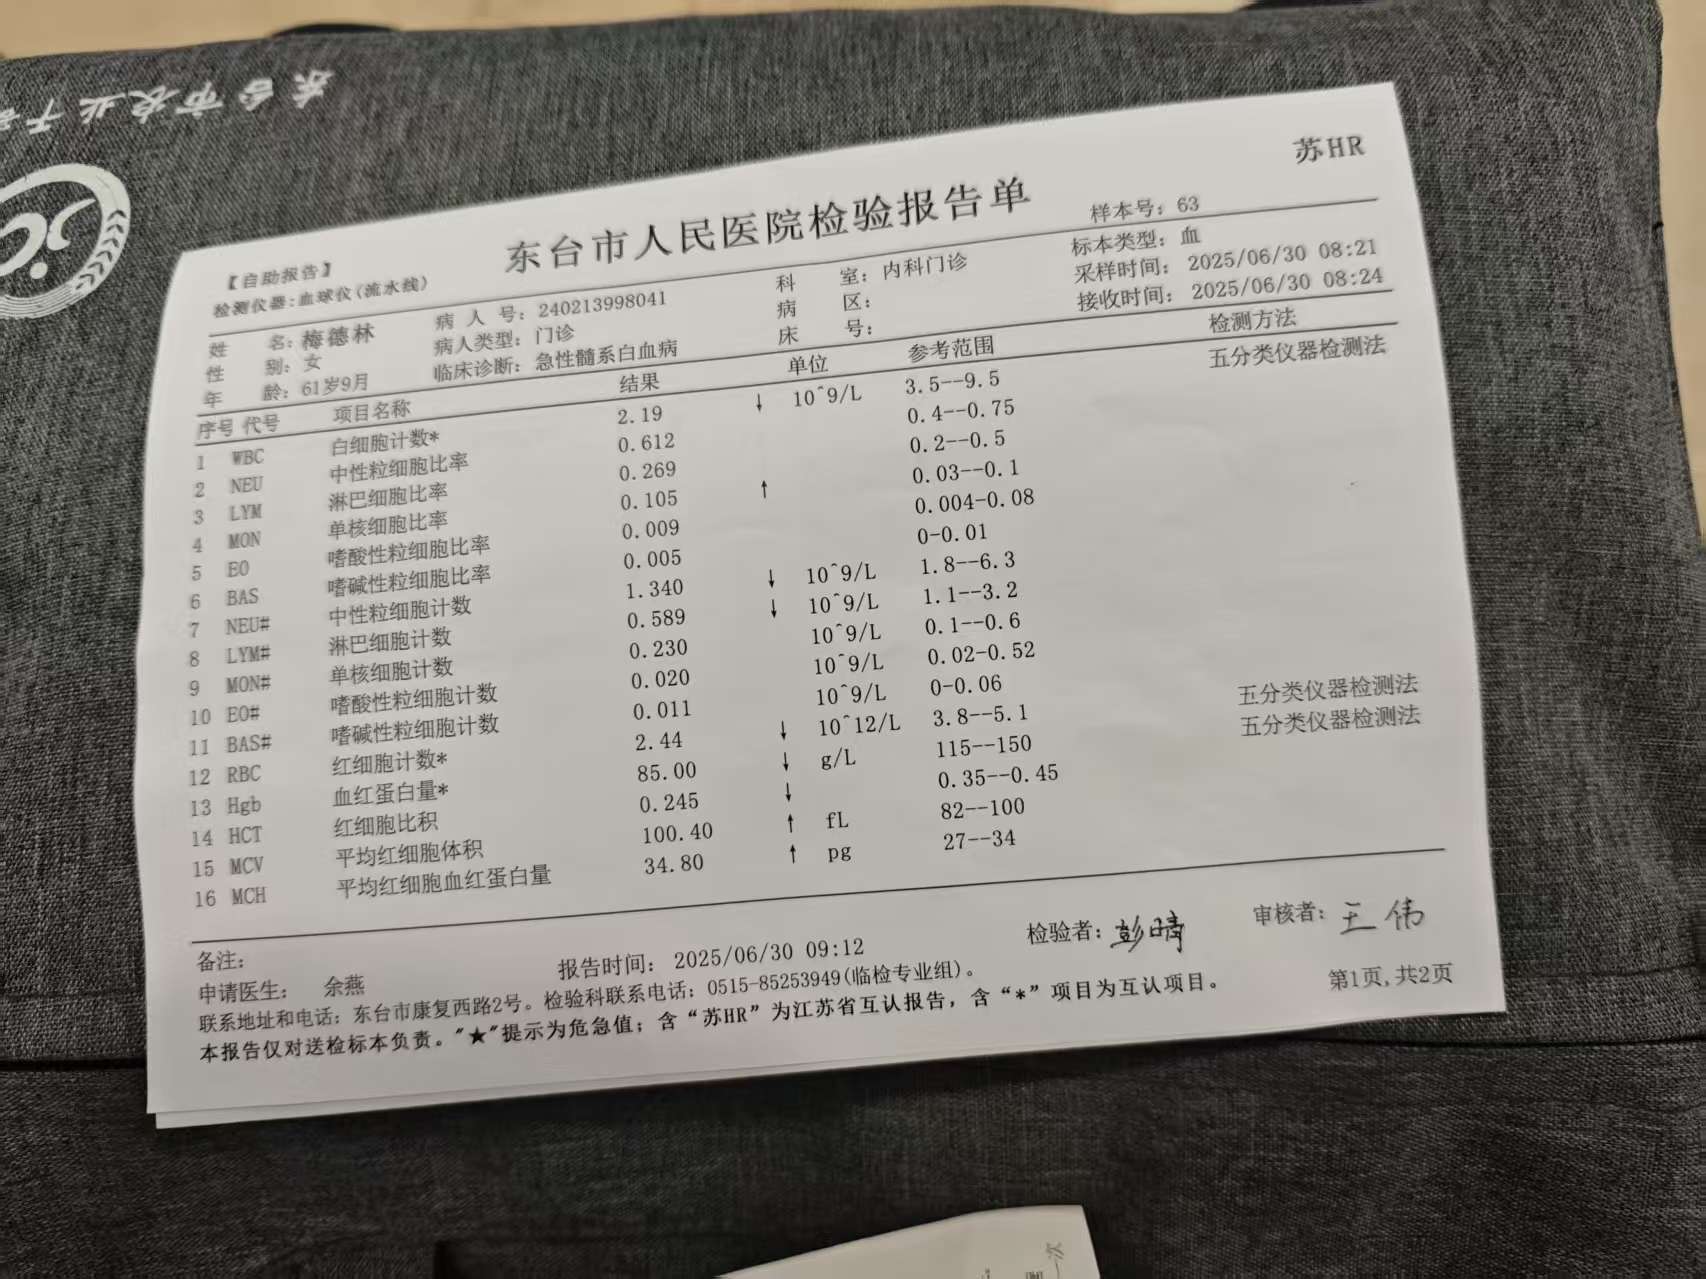 东台市农业干
苏HR
东台市人民医院检验报告单
【自助报告】
样本号: 63
检测仪器:血球仪(流水线)
姓 名: 梅德林 病 人 号: 240213998041 科 室: 内科门诊 标本类型: 血
性 别: 女 病人类型: 门诊 病 区: 采样时间: 2025/06/30 08:21
年 龄: 61岁9月 临床诊断: 急性髓系白血病 床 号: 接收时间: 2025/06/30 08:24
序号 代号 项目名称 结果 单位 参考范围 检测方法
1 WBC 白细胞计数* 2.19 ↓ 10^9/L 3.5--9.5 五分类仪器检测法
2 NEU 中性粒细胞比率 0.612 0.4--0.75
3 LYM 淋巴细胞比率 0.269 0.2--0.5
4 MON 单核细胞比率 0.105 ↑ 0.03--0.1
5 EO 嗜酸性粒细胞比率 0.009 0.004-0.08
6 BAS 嗜碱性粒细胞比率 0.005 0-0.01
7 NEU# 中性粒细胞计数 1.340 ↓ 10^9/L 1.8--6.3
8 LYM# 淋巴细胞计数 0.589 ↓ 10^9/L 1.1--3.2
9 MON# 单核细胞计数 0.230 10^9/L 0.1--0.6
10 EO# 嗜酸性粒细胞计数 0.020 10^9/L 0.02-0.52
11 BAS# 嗜碱性粒细胞计数 0.011 10^9/L 0-0.06
12 RBC 红细胞计数* 2.44 ↓ 10^12/L 3.8--5.1 五分类仪器检测法
13 Hgb 血红蛋白量* 85.00 ↓ g/L 115--150 五分类仪器检测法
14 HCT 红细胞比积 0.245 ↓ 0.35--0.45
15 MCV 平均红细胞体积 100.40 ↑ fL 82--100
16 MCH 平均红细胞血红蛋白量 34.80 ↑ pg 27--34
备注:
申请医生: 余燕 报告时间: 2025/06/30 09:12 检验者: 彭晴 审核者: 王伟
联系地址和电话: 东台市康复西路2号。检验科联系电话: 0515-85253949(临检专业组)。
本报告仅对送检标本负责。"★"提示为危急值; 含“苏HR”为江苏省互认报告, 含“*”项目为互认项目。
第1页, 共2页